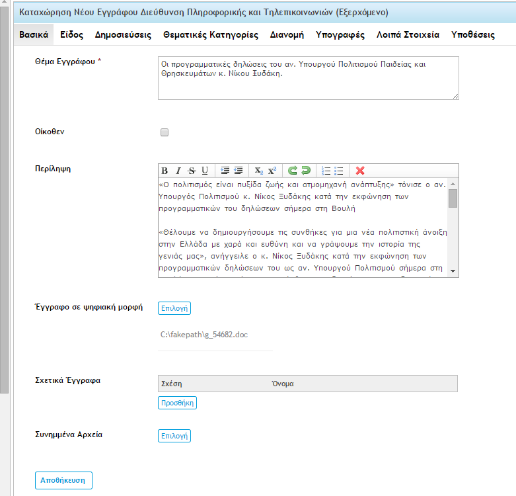 Καταχώρηση Νέου Εγγράφου Διεύθυνση Πληροφορικής και Τηλεπικοινωνιών (Εξερχόμενο)
Βασικά Είδος Δημοσιεύσεις Θεματικές Κατηγορίες Διανομή Υπογραφές Λοιπά Στοιχεία Υποθέσεις
Θέμα Εγγράφου *
Οι προγραμματικές δηλώσεις του αν. Υπουργού Πολιτισμού Παιδείας και
Θρησκευμάτων κ. Νίκου Ξυδάκη.
Οίκοθεν
Περίληψη
B I S U X₂ X²
«Ο πολιτισμός είναι πυξίδα ζωής και ατμομηχανή ανάπτυξης» τόνισε ο αν.
Υπουργός Πολιτισμού κ. Νίκος Ξυδάκης κατά την εκφώνηση των
προγραμματικών του δηλώσεων σήμερα στη Βουλή
«Θέλουμε να δημιουργήσουμε τις συνθήκες για μια νέα πολιτιστική άνοιξη
στην Ελλάδα με χαρά και ευθύνη και να γράψουμε την ιστορία της
γενιάς μας», ανήγγειλε ο κ. Νίκος Ξυδάκης κατά την εκφώνηση των
προγραμματικών δηλώσεων του ως αν. Υπουργού Πολιτισμού σήμερα στη
Έγγραφο σε ψηφιακή μορφή
Επιλογή
C:\fakepath\g_54682.doc
Σχετικά Έγγραφα
Σχέση Όνομα
Προσθήκη
Συνημμένα Αρχεία
Επιλογή
Αποθήκευση